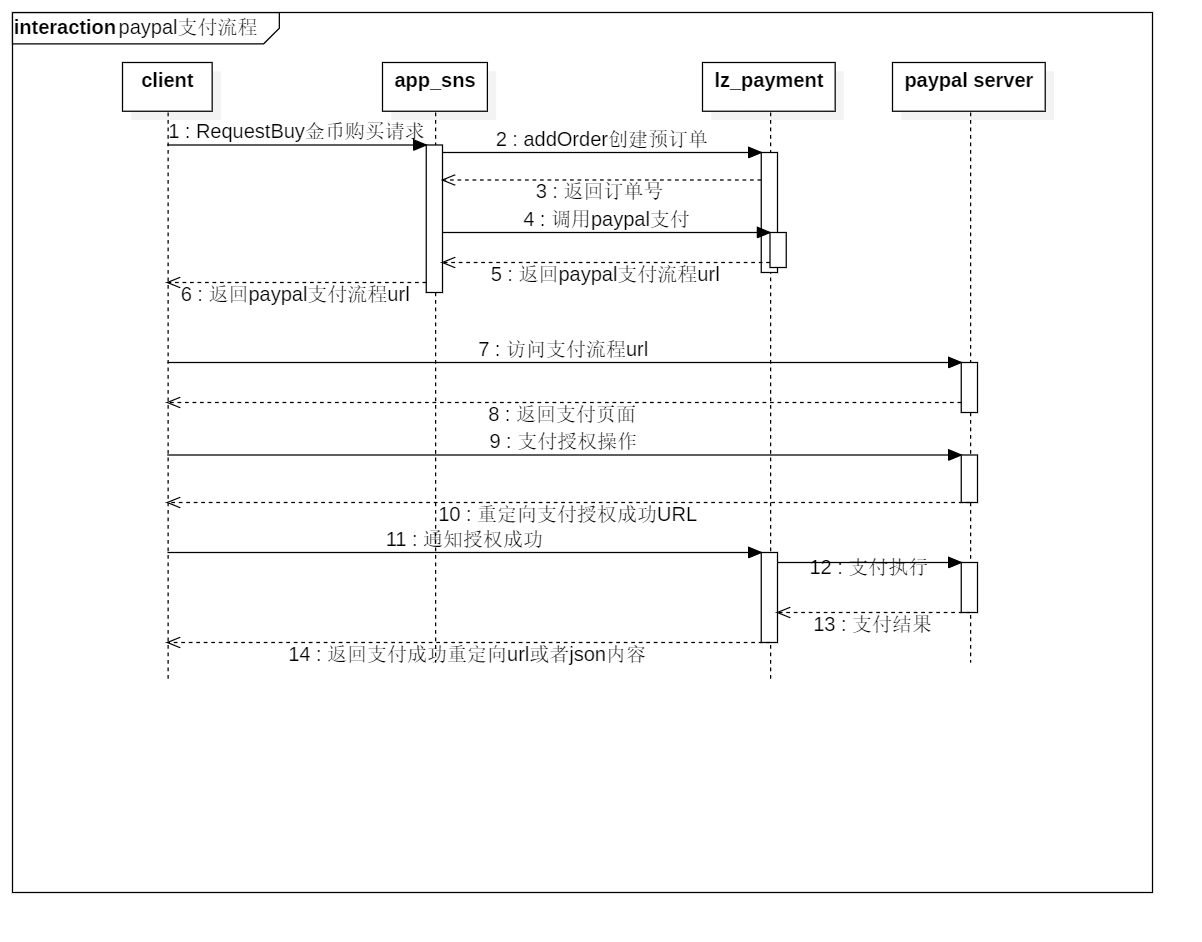 interaction paypal支付流程
client
app_sns
lz_payment
paypal server
1 : RequestBuy金币购买请求
2 : addOrder创建预订单
3 : 返回订单号
4 : 调用paypal支付
5 : 返回paypal支付流程url
6 : 返回paypal支付流程url
7 : 访问支付流程url
8 : 返回支付页面
9 : 支付授权操作
10 : 重定向支付授权成功URL
11 : 通知授权成功
12 : 支付执行
13 : 支付结果
14 : 返回支付成功重定向url或者json内容